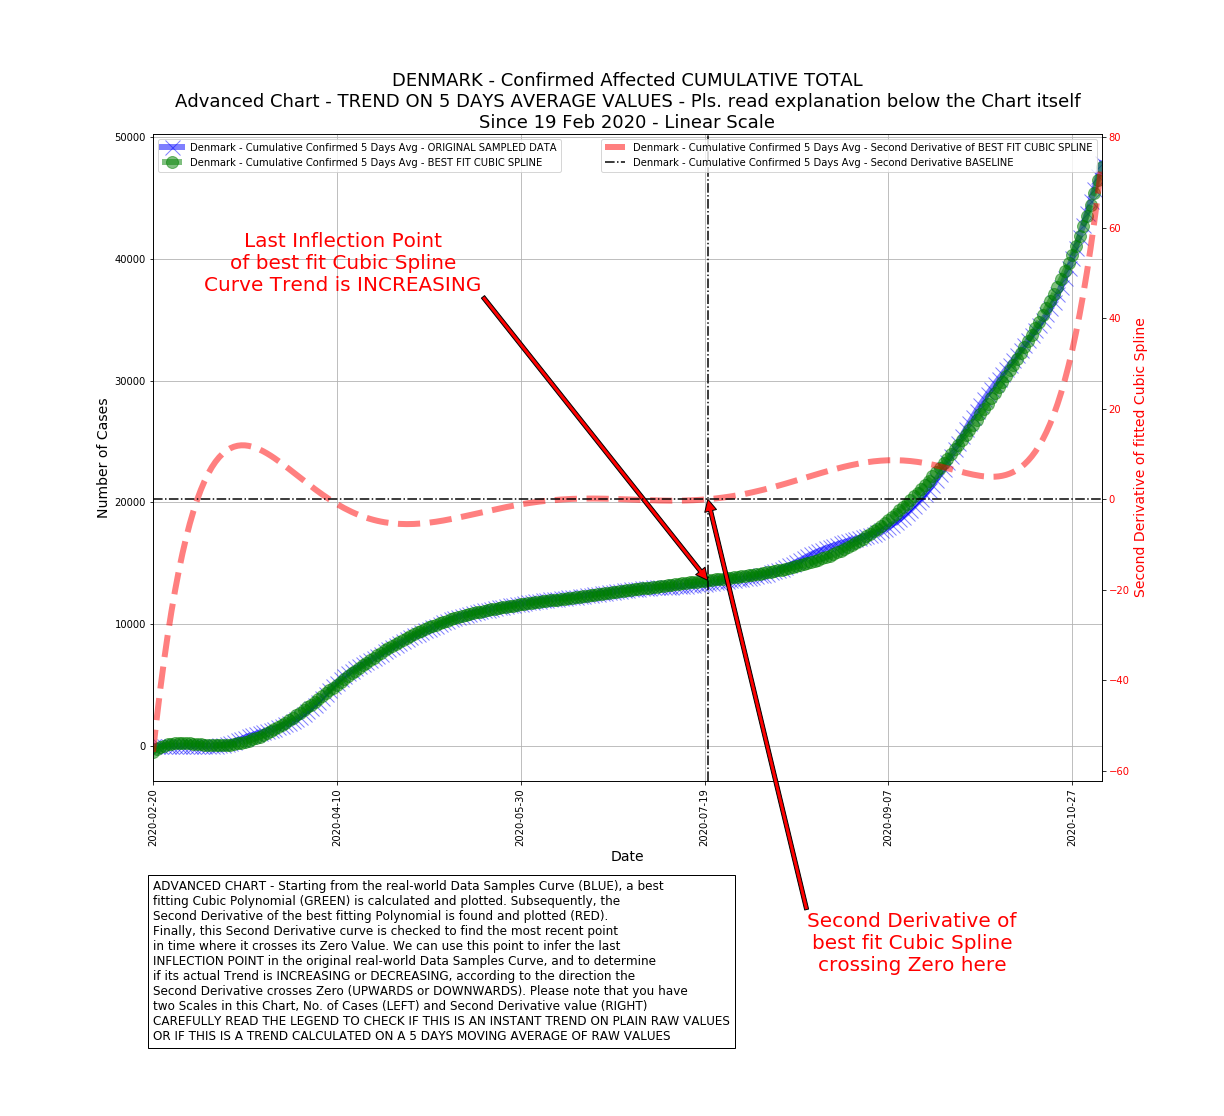 DENMARK - Confirmed Affected CUMULATIVE TOTAL
Advanced Chart - TREND ON 5 DAYS AVERAGE VALUES - Pls. read explanation below the Chart itself
Since 19 Feb 2020 - Linear Scale
Denmark - Cumulative Confirmed 5 Days Avg - ORIGINAL SAMPLED DATA
Denmark - Cumulative Confirmed 5 Days Avg - BEST FIT CUBIC SPLINE
Denmark - Cumulative Confirmed 5 Days Avg - Second Derivative of BEST FIT CUBIC SPLINE
Denmark - Cumulative Confirmed 5 Days Avg - Second Derivative BASELINE
50000
40000
30000
20000
10000
0
Number of Cases
80
60
40
20
0
−20
−40
−60
Second Derivative of fitted Cubic Spline
Last Inflection Point
of best fit Cubic Spline
Curve Trend is INCREASING
2020-02-20
2020-04-10
2020-05-30
2020-07-19
2020-09-07
2020-10-27
Date
ADVANCED CHART - Starting from the real-world Data Samples Curve (BLUE), a best
fitting Cubic Polynomial (GREEN) is calculated and plotted. Subsequently, the
Second Derivative of the best fitting Polynomial is found and plotted (RED).
Finally, this Second Derivative curve is checked to find the most recent point
in time where it crosses its Zero Value. We can use this point to infer the last
INFLECTION POINT in the original real-world Data Samples Curve, and to determine
if its actual Trend is INCREASING or DECREASING, according to the direction the
Second Derivative crosses Zero (UPWARDS or DOWNWARDS). Please note that you have
two Scales in this Chart, No. of Cases (LEFT) and Second Derivative value (RIGHT)
CAREFULLY READ THE LEGEND TO CHECK IF THIS IS AN INSTANT TREND ON PLAIN RAW VALUES
OR IF THIS IS A TREND CALCULATED ON A 5 DAYS MOVING AVERAGE OF RAW VALUES
Second Derivative of
best fit Cubic Spline
crossing Zero here